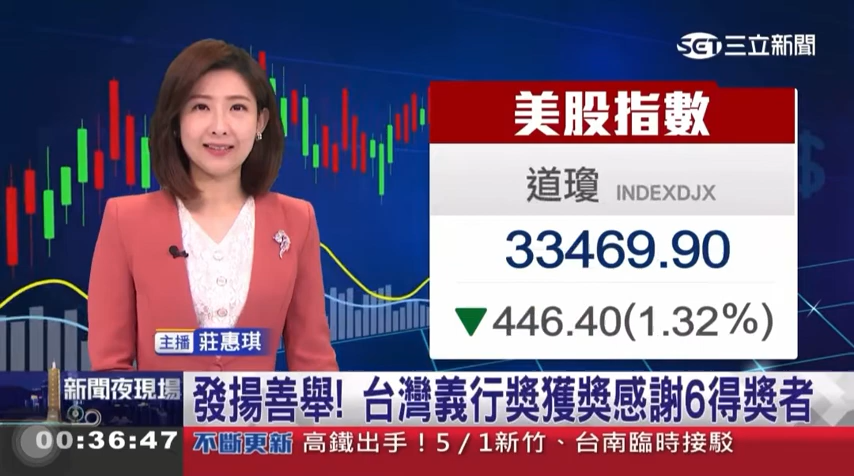 SET三立新聞
美股指數
道瓊 INDEXDJX
33469.90
▼446.40(1.32%)
主播 莊惠琪
新聞夜現場
發揚善舉! 台灣義行獎獲獎感謝6得獎者
00:36:47
不斷更新 高鐵出手!5/1新竹、台南臨時接駁